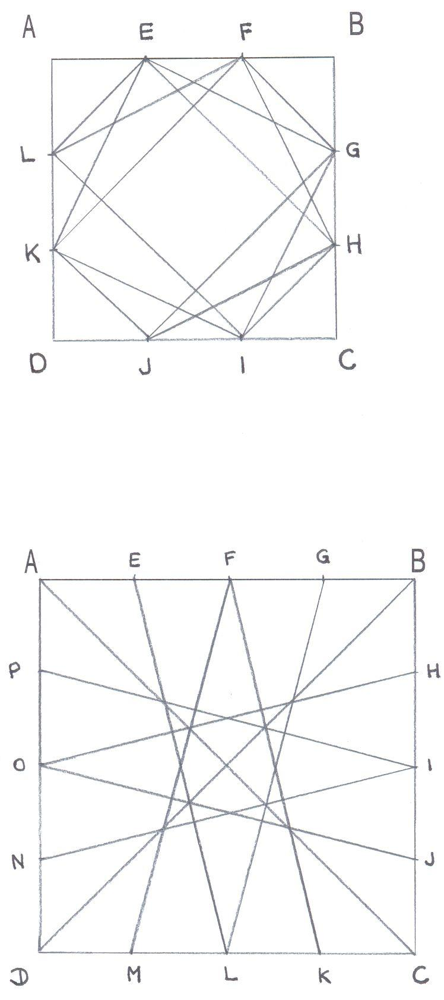 A E F B
L G
K H
D J I C
A E F G B
P H
O I
N J
D M L K C